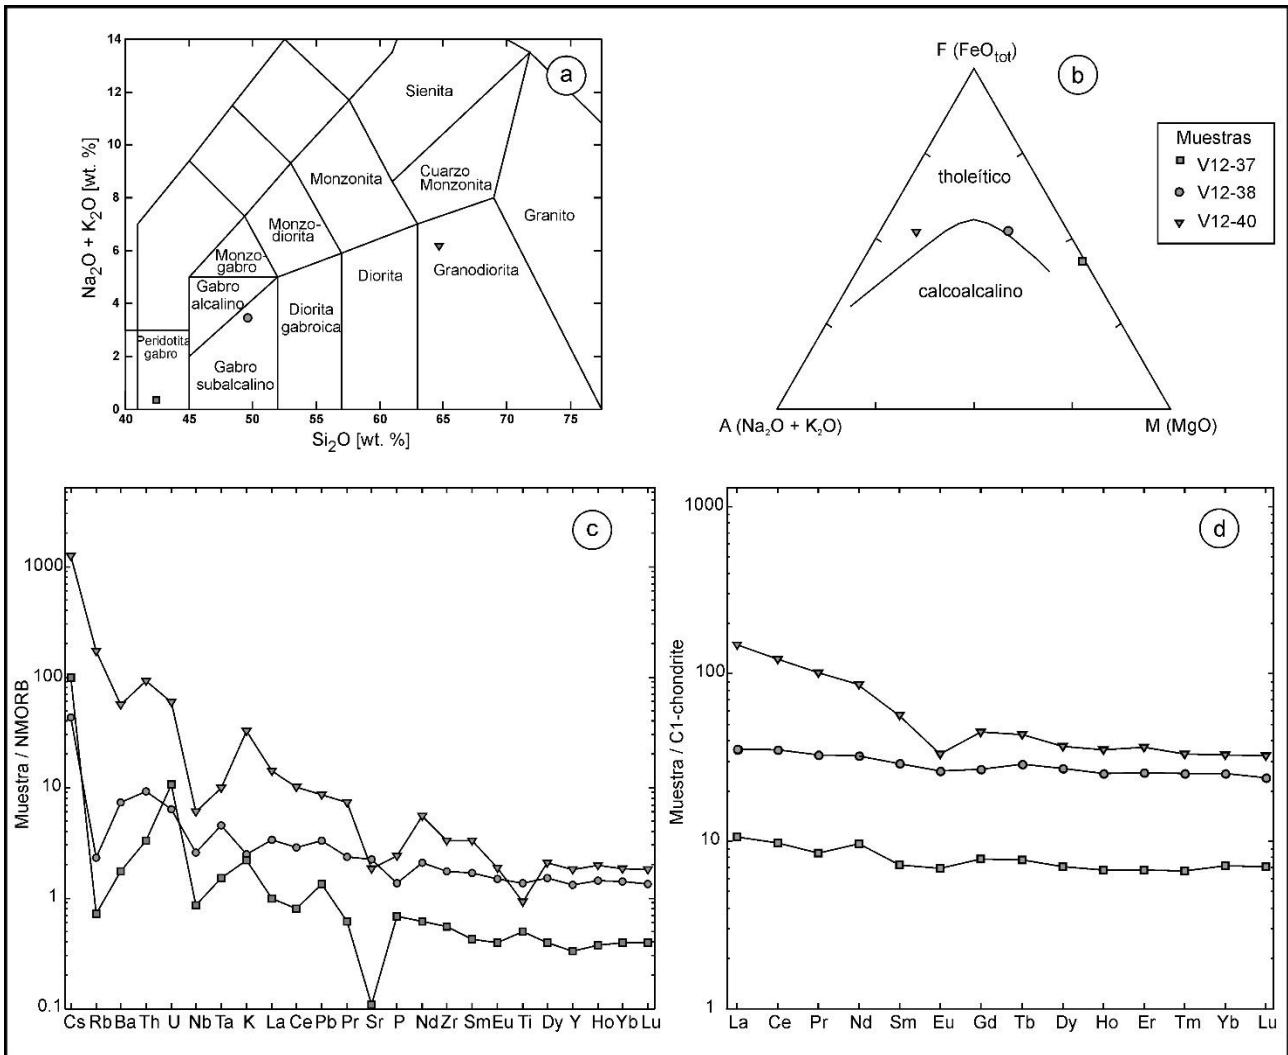 a
Na2O + K2O [wt. %]
14
12
10
8
6
4
2
0
40
45
50
55
60
65
70
75
Si2O [wt. %]
Sienita
Cuarzo
Monzonita
Monzonita
Granito
Monzo-
diorita
Monzo-
gabro
Gabro
alcalino
Diorita
gabroica
Diorita
Granodiorita
Peridotita
gabro
Gabro
subalcalino
b
F (FeOtot)
tholeítico
calcoalcalino
A (Na2O + K2O)
M (MgO)
Muestras
V12-37
V12-38
V12-40
c
Muestra / NMORB
1000
100
10
1
0.1
Cs Rb Ba Th U Nb Ta K La Ce Pb Pr Sr P Nd Zr Sm Eu Ti Dy Y Ho Yb Lu
d
Muestra / C1-chondrite
1000
100
10
1
La Ce Pr Nd Sm Eu Gd Tb Dy Ho Er Tm Yb Lu